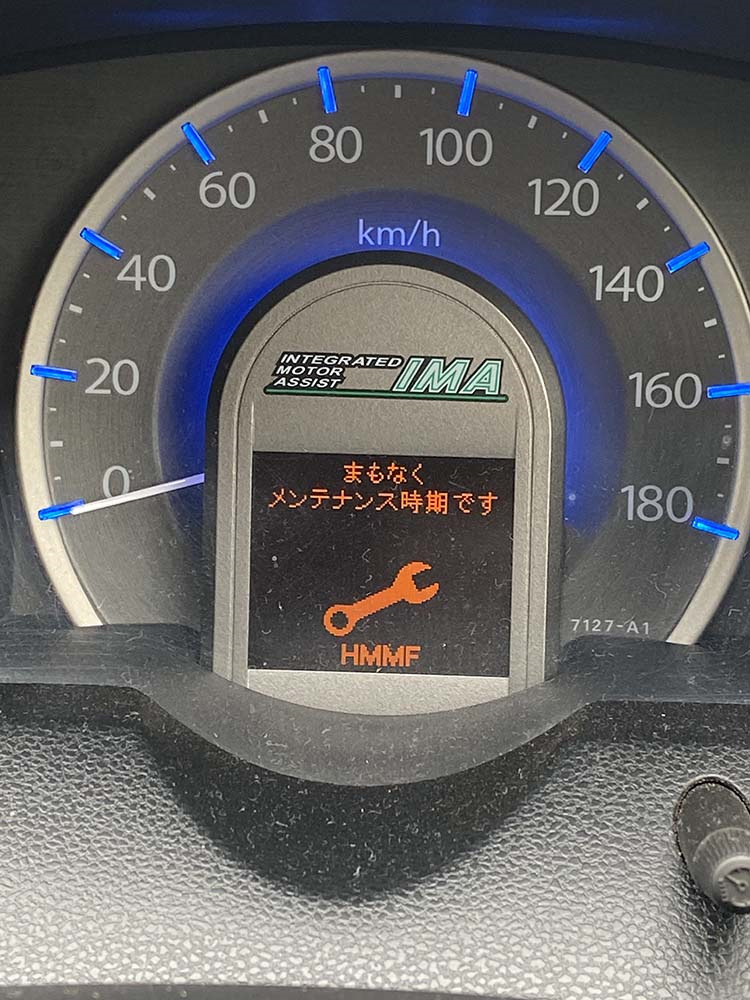 80
100
60
120
km/h
40
140
INTEGRATED
MOTOR
ASSIST
IMA
20
160
まもなく
メンテナンス時期です
0
180
7127-A1
HMMF